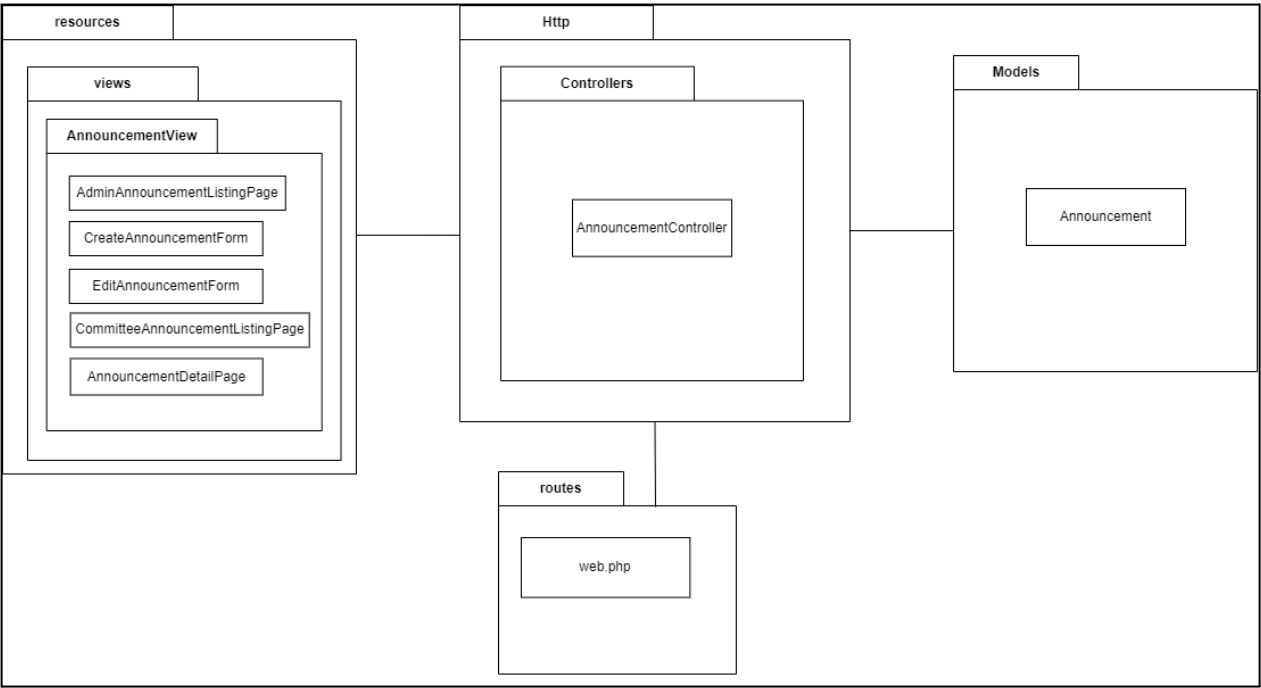 resources
views
AnnouncementView
AdminAnnouncementListingPage
CreateAnnouncementForm
EditAnnouncementForm
CommitteeAnnouncementListingPage
AnnouncementDetailPage
Http
Controllers
AnnouncementController
Models
Announcement
routes
web.php